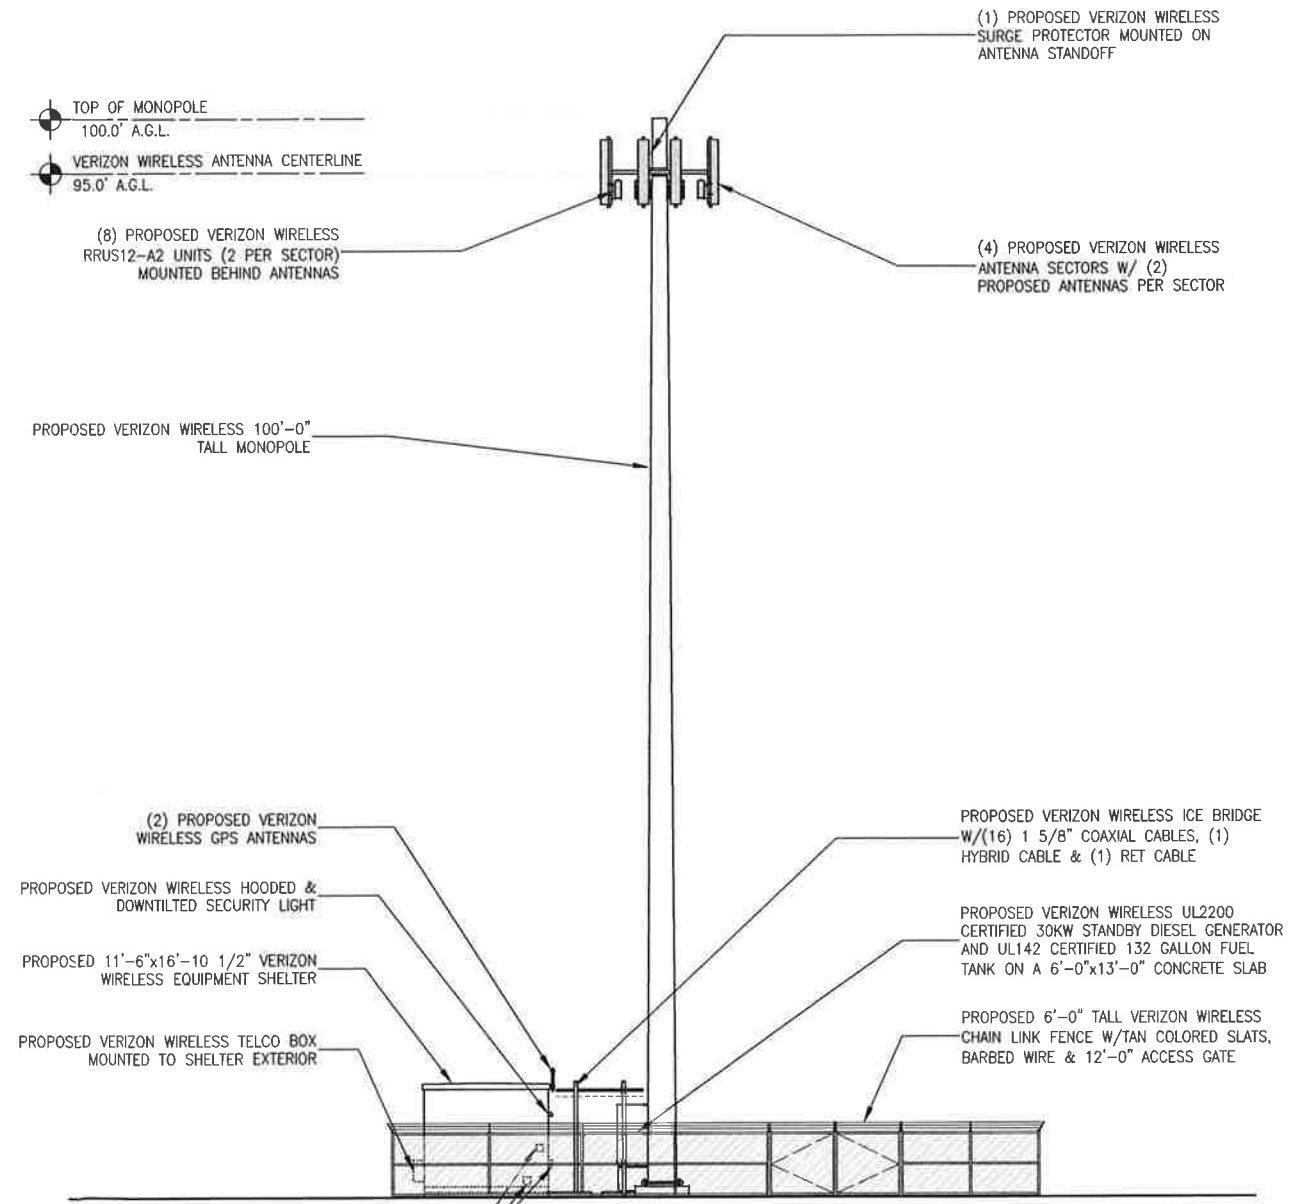 (1) PROPOSED VERIZON WIRELESS
SURGE PROTECTOR MOUNTED ON
ANTENNA STANDOFF
TOP OF MONOPOLE
100.0' A.G.L.
VERIZON WIRELESS ANTENNA CENTERLINE
95.0' A.G.L.
(8) PROPOSED VERIZON WIRELESS
RRUS12-A2 UNITS (2 PER SECTOR)
MOUNTED BEHIND ANTENNAS
(4) PROPOSED VERIZON WIRELESS
ANTENNA SECTORS W/ (2)
PROPOSED ANTENNAS PER SECTOR
PROPOSED VERIZON WIRELESS 100'-0"
TALL MONOPOLE
(2) PROPOSED VERIZON
WIRELESS GPS ANTENNAS
PROPOSED VERIZON WIRELESS HOODED &
DOWNTILTED SECURITY LIGHT
PROPOSED 11'-6"x16'-10 1/2" VERIZON
WIRELESS EQUIPMENT SHELTER
PROPOSED VERIZON WIRELESS TELCO BOX
MOUNTED TO SHELTER EXTERIOR
PROPOSED VERIZON WIRELESS ICE BRIDGE
W/(16) 1 5/8" COAXIAL CABLES, (1)
HYBRID CABLE & (1) RET CABLE
PROPOSED VERIZON WIRELESS UL2200
CERTIFIED 30KW STANDBY DIESEL GENERATOR
AND UL142 CERTIFIED 132 GALLON FUEL
TANK ON A 6'-0"x13'-0" CONCRETE SLAB
PROPOSED 6'-0" TALL VERIZON WIRELESS
CHAIN LINK FENCE W/TAN COLORED SLATS,
BARBED WIRE & 12'-0" ACCESS GATE